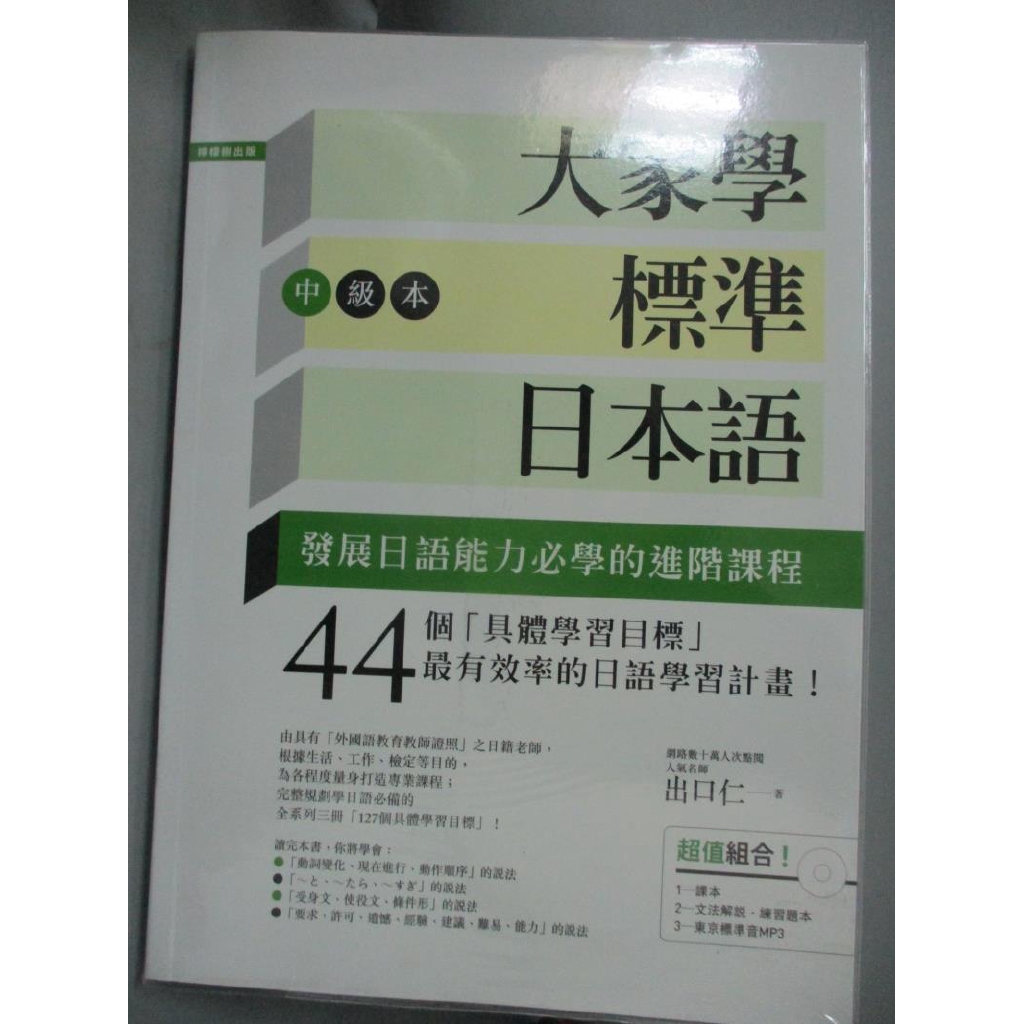 檸檬樹出版
大家學
標準
中級本
日本語
發展日語能力必學的進階課程
44個「具體學習目標」
最有效率的日語學習計畫！
由具有「外國語教育教師證照」之日籍老師，
根據生活、工作、檢定等目的，
為各程度量身打造專業課程；
完整規劃學日語必備的
全系列三冊「127個具體學習目標」！
網路數十萬人次點閱
人氣名師
出口仁—著
讀完本書，你將學會：
●「動詞變化、現在進行、動作順序」的說法
●「～と、～たら、～すぎ」的說法
●「受身文、使役文、條件形」的說法
●「要求、許可、遺憾、經驗、建議、難易、能力」的說法
超值組合！
1—課本
2—文法解說·練習題本
3—東京標準音MP3